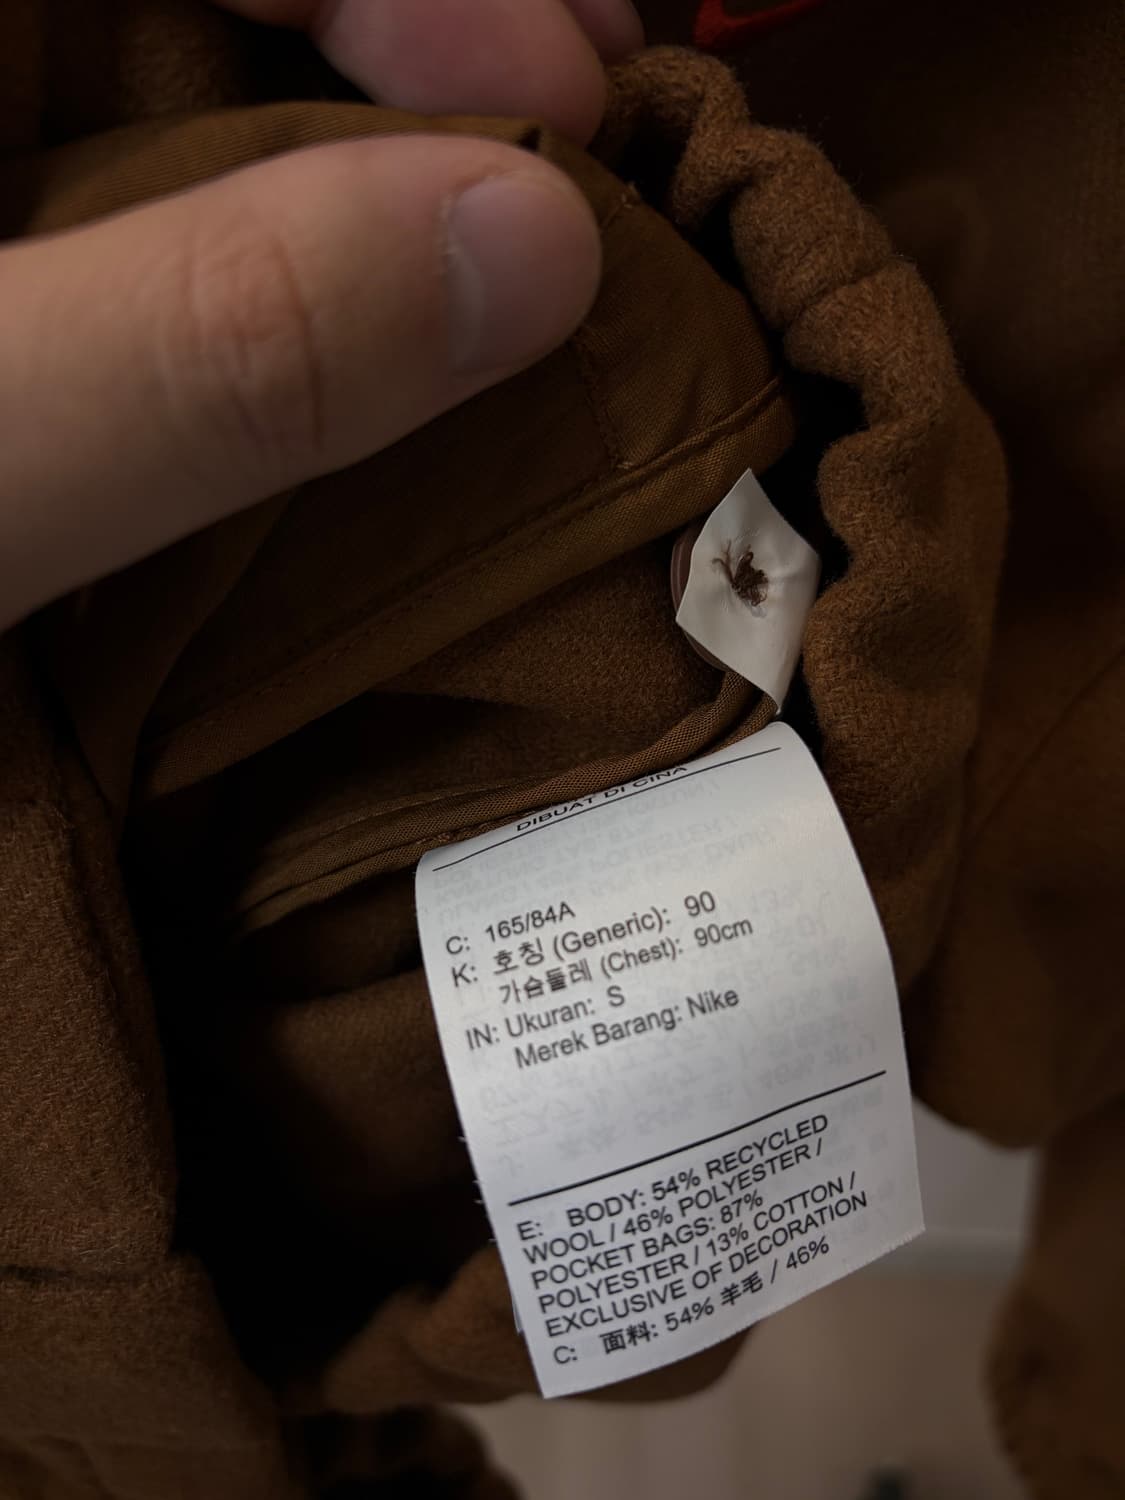 DIBUAT DI CINA
C: 165/84A
K: 호칭 (Generic): 90
가슴둘레 (Chest): 90cm
IN: Ukuran: S
Merek Barang: Nike
E: BODY: 54% RECYCLED
WOOL / 46% POLYESTER /
POCKET BAGS: 87%
POLYESTER / 13% COTTON /
EXCLUSIVE OF DECORATION
C: 面料: 54% 羊毛 / 46%